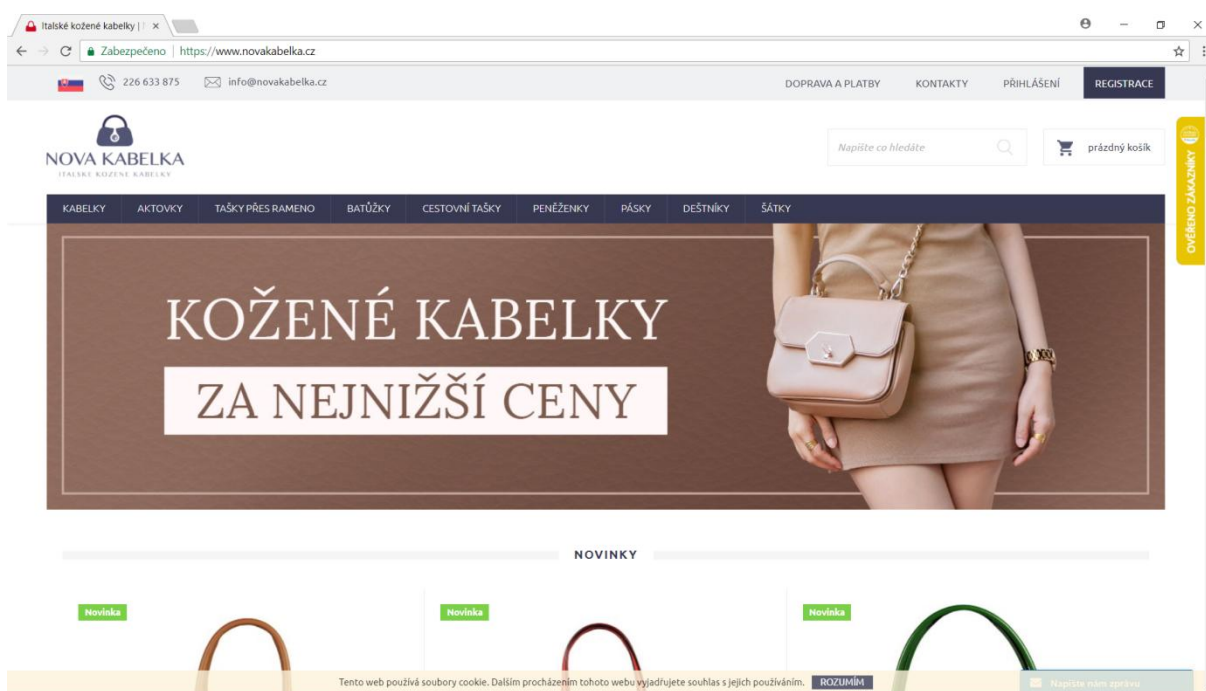 Italské kožené kabelky |
Zabezpečeno | https://www.novakabelka.cz
226 633 875 info@novakabelka.cz DOPRAVA A PLATBY KONTAKTY PŘIHLÁŠENÍ REGISTRACE
NOVA KABELKA
ITALSKE KOZENE KABELKY
Napište co hledáte
prázdný košík
OVĚŘENO ZÁKAZNÍKY
KABELKY AKTOVKY TAŠKY PŘES RAMENO BATŮŽKY CESTOVNÍ TAŠKY PENĚŽENKY PÁSKY DEŠTNÍKY ŠÁTKY
KOŽENÉ KABELKY
ZA NEJNIŽŠÍ CENY
NOVINKY
Novinka Novinka Novinka
Tento web používá soubory cookie. Dalším procházením tohoto webu vyjadřujete souhlas s jejich používáním. ROZUMÍM
Napište nám zprávu